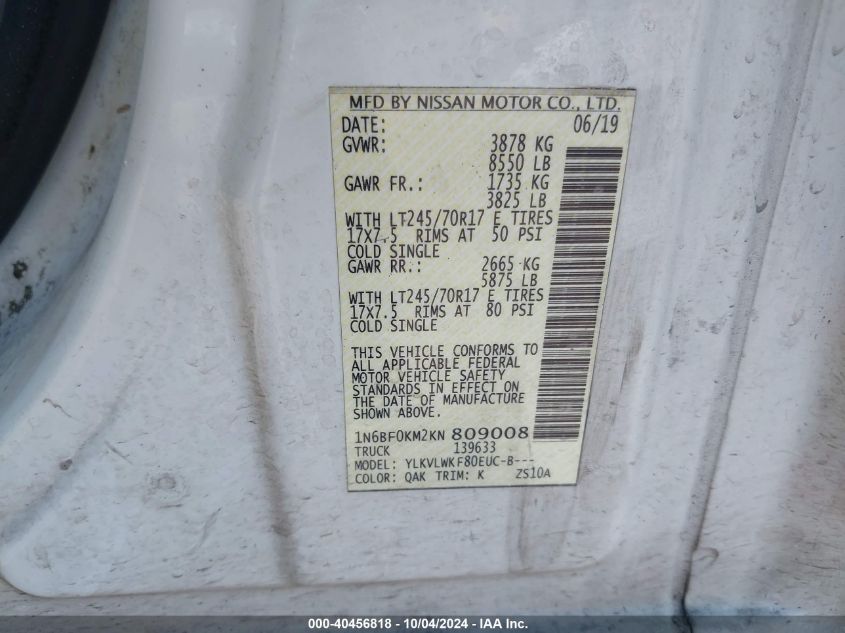 MFD BY NISSAN MOTOR CO., LTD.
DATE: 06/19
GVWR: 3878 KG
8550 LB
GAWR FR.: 1735 KG
3825 LB
WITH LT245/70R17 E TIRES
17X7.5 RIMS AT 50 PSI
COLD SINGLE
GAWR RR.: 2665 KG
5875 LB
WITH LT245/70R17 E TIRES
17X7.5 RIMS AT 80 PSI
COLD SINGLE
THIS VEHICLE CONFORMS TO
ALL APPLICABLE FEDERAL
MOTOR VEHICLE SAFETY
STANDARDS IN EFFECT ON
THE DATE OF MANUFACTURE
SHOWN ABOVE.
1N6BF0KM2KN 809008
TRUCK 139633
MODEL: YLKVLWKF80EUC-B---
COLOR: QAK TRIM: K ZS10A
000-40456818 - 10/04/2024 - IAA Inc.